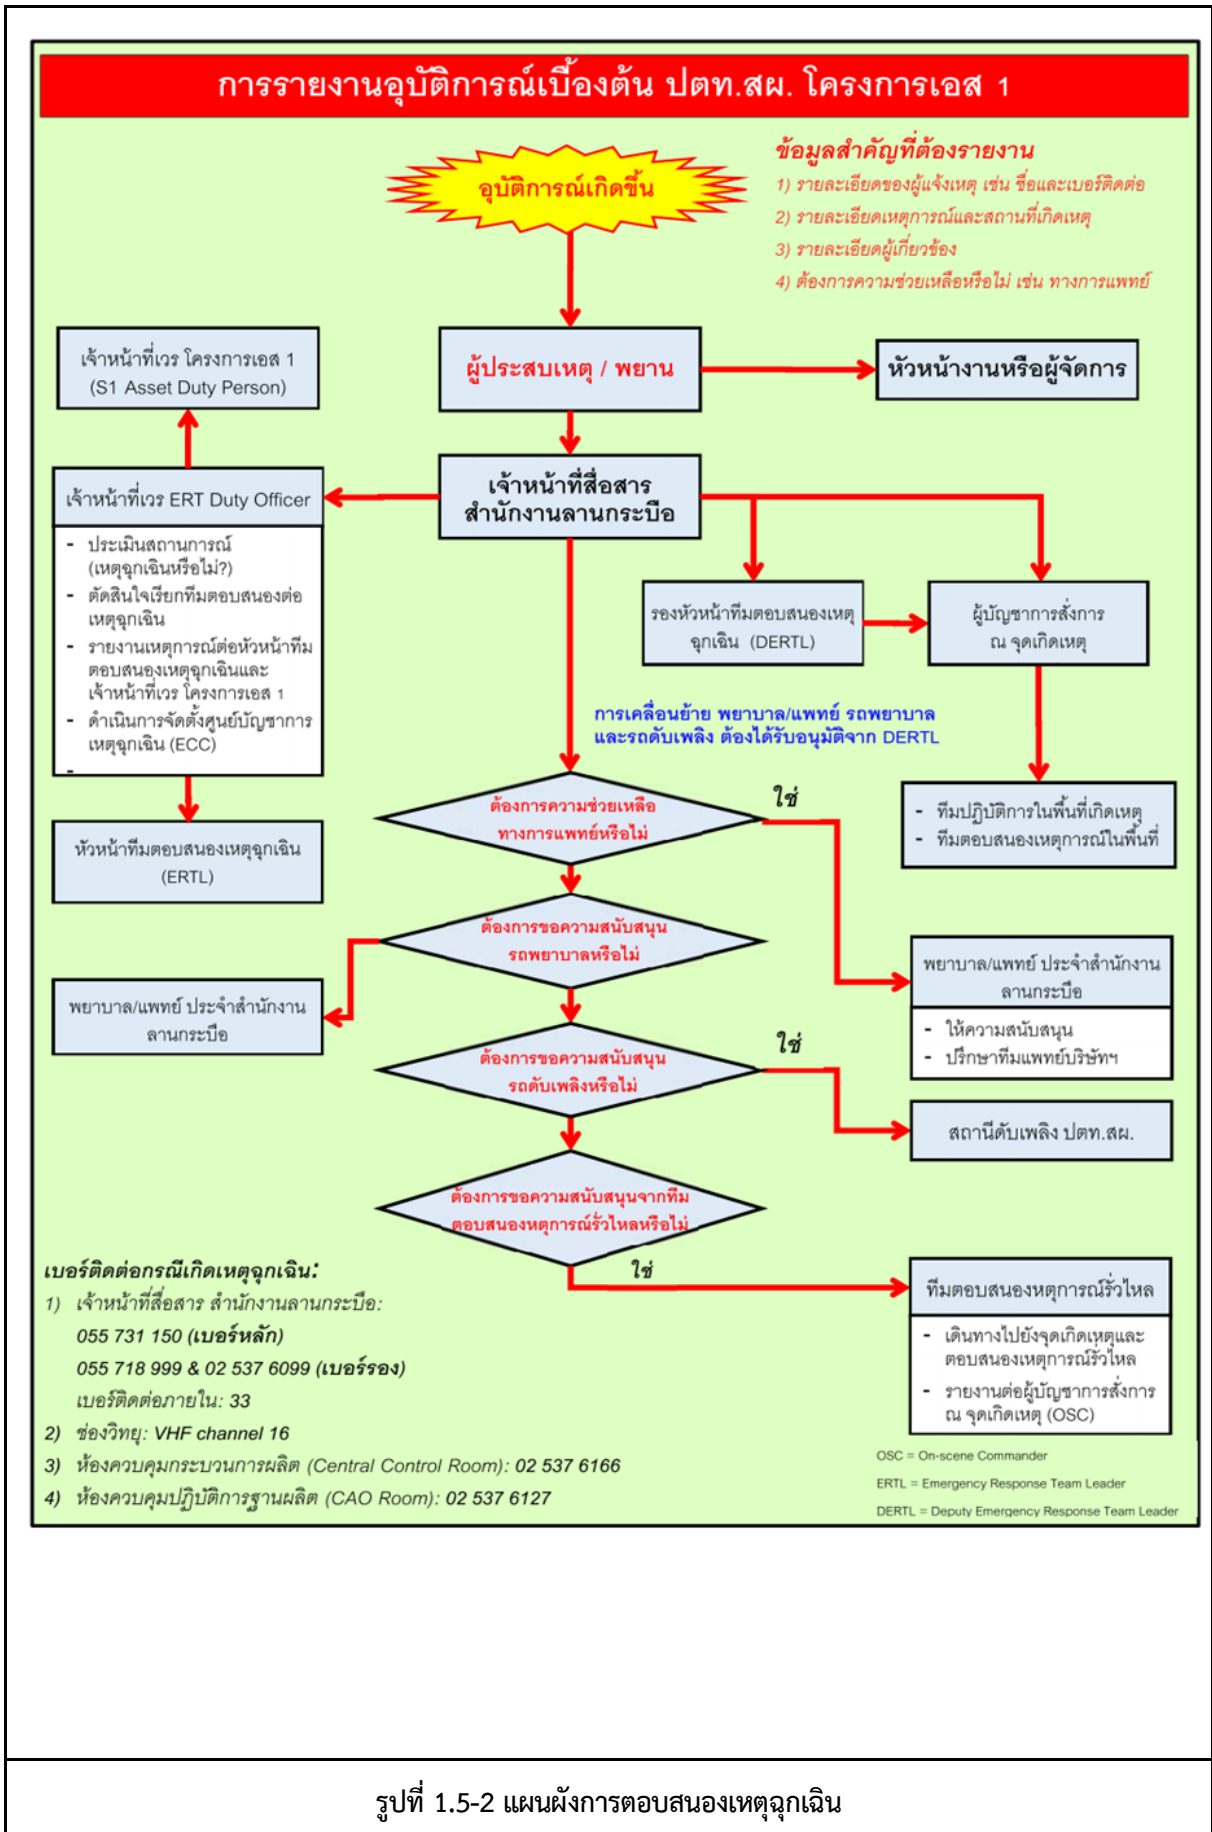 การรายงานอุบัติการณ์เบื้องต้น ปตท.สผ. โครงการเอส 1
อุบัติการณ์เกิดขึ้น
ข้อมูลสำคัญที่ต้องรายงาน
1) รายละเอียดของผู้แจ้งเหตุ เช่น ชื่อและเบอร์ติดต่อ
2) รายละเอียดเหตุการณ์และสถานที่เกิดเหตุ
3) รายละเอียดผู้เกี่ยวข้อง
4) ต้องการความช่วยเหลือหรือไม่ เช่น ทางการแพทย์
เจ้าหน้าที่เวร โครงการเอส 1
(S1 Asset Duty Person)
ผู้ประสบเหตุ / พยาน
หัวหน้างานหรือผู้จัดการ
เจ้าหน้าที่เวร ERT Duty Officer
- ประเมินสถานการณ์
(เหตุฉุกเฉินหรือไม่?)
- ตัดสินใจเรียกทีมตอบสนองต่อ
เหตุฉุกเฉิน
- รายงานเหตุการณ์ต่อหัวหน้าทีม
ตอบสนองเหตุฉุกเฉินและ
เจ้าหน้าที่เวร โครงการเอส 1
- ดำเนินการจัดตั้งศูนย์บัญชาการ
เหตุฉุกเฉิน (ECC)
-
เจ้าหน้าที่สื่อสาร
สำนักงานลานกระบือ
รองหัวหน้าทีมตอบสนองเหตุ
ฉุกเฉิน (DERTL)
ผู้บัญชาการสั่งการ
ณ จุดเกิดเหตุ
การเคลื่อนย้าย พยาบาล/แพทย์ รถพยาบาล
และรถดับเพลิง ต้องได้รับอนุมัติจาก DERTL
ต้องการความช่วยเหลือ
ทางการแพทย์หรือไม่
ใช่
- ทีมปฏิบัติการในพื้นที่เกิดเหตุ
- ทีมตอบสนองเหตุการณ์ในพื้นที่
หัวหน้าทีมตอบสนองเหตุฉุกเฉิน
(ERTL)
ต้องการขอความสนับสนุน
รถพยาบาลหรือไม่
พยาบาล/แพทย์ ประจำสำนักงาน
ลานกระบือ
- ให้ความสนับสนุน
- ปรึกษาทีมแพทย์บริษัทฯ
พยาบาล/แพทย์ ประจำสำนักงาน
ลานกระบือ
ต้องการขอความสนับสนุน
รถดับเพลิงหรือไม่
ใช่
สถานีดับเพลิง ปตท.สผ.
ต้องการขอความสนับสนุนจากทีม
ตอบสนองหตุการณ์รั่วไหลหรือไม่
ใช่
ทีมตอบสนองหตุการณ์รั่วไหล
- เดินทางไปยังจุดเกิดเหตุและ
ตอบสนองเหตุการณ์รั่วไหล
- รายงานต่อผู้บัญชาการสั่งการ
ณ จุดเกิดเหตุ (OSC)
เบอร์ติดต่อกรณีเกิดเหตุฉุกเฉิน:
1) เจ้าหน้าที่สื่อสาร สำนักงานลานกระบือ:
055 731 150 (เบอร์หลัก)
055 718 999 & 02 537 6099 (เบอร์รอง)
เบอร์ติดต่อภายใน: 33
2) ช่องวิทยุ: VHF channel 16
3) ห้องควบคุมกระบวนการผลิต (Central Control Room): 02 537 6166
4) ห้องควบคุมปฏิบัติการฐานผลิต (CAO Room): 02 537 6127
OSC = On-scene Commander
ERTL = Emergency Response Team Leader
DERTL = Deputy Emergency Response Team Leader
รูปที่ 1.5-2 แผนผังการตอบสนองเหตุฉุกเฉิน